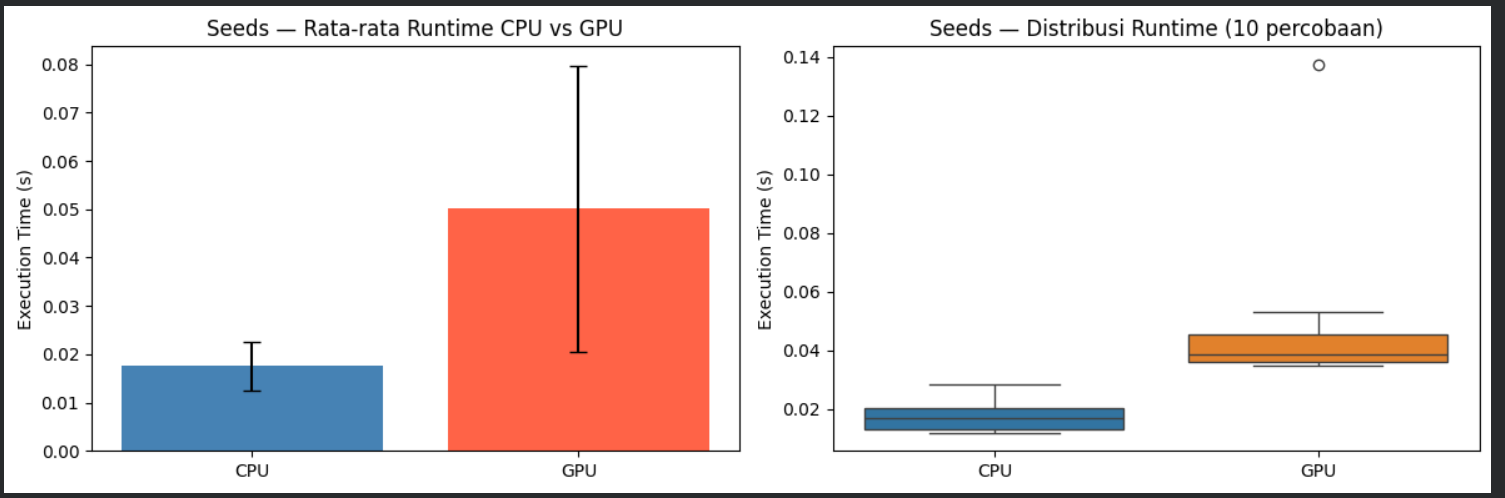 Seeds — Rata-rata Runtime CPU vs GPU
Execution Time (s)
0.08
0.07
0.06
0.05
0.04
0.03
0.02
0.01
0.00
CPU
GPU
Seeds — Distribusi Runtime (10 percobaan)
Execution Time (s)
0.14
0.12
0.10
0.08
0.06
0.04
0.02
CPU
GPU